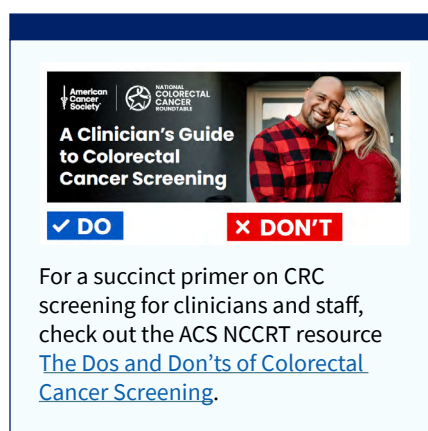 American
Cancer
Society
NATIONAL
COLORECTAL
CANCER
ROUNDTABLE
A Clinician's Guide
to Colorectal
Cancer Screening
✓ DO
× DON'T
For a succinct primer on CRC
screening for clinicians and staff,
check out the ACS NCCRT resource
The Dos and Don'ts of Colorectal
Cancer Screening.